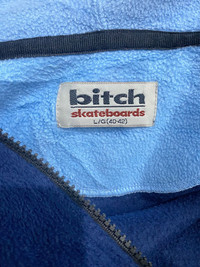 bitch
skateboards
L/G (40-42)